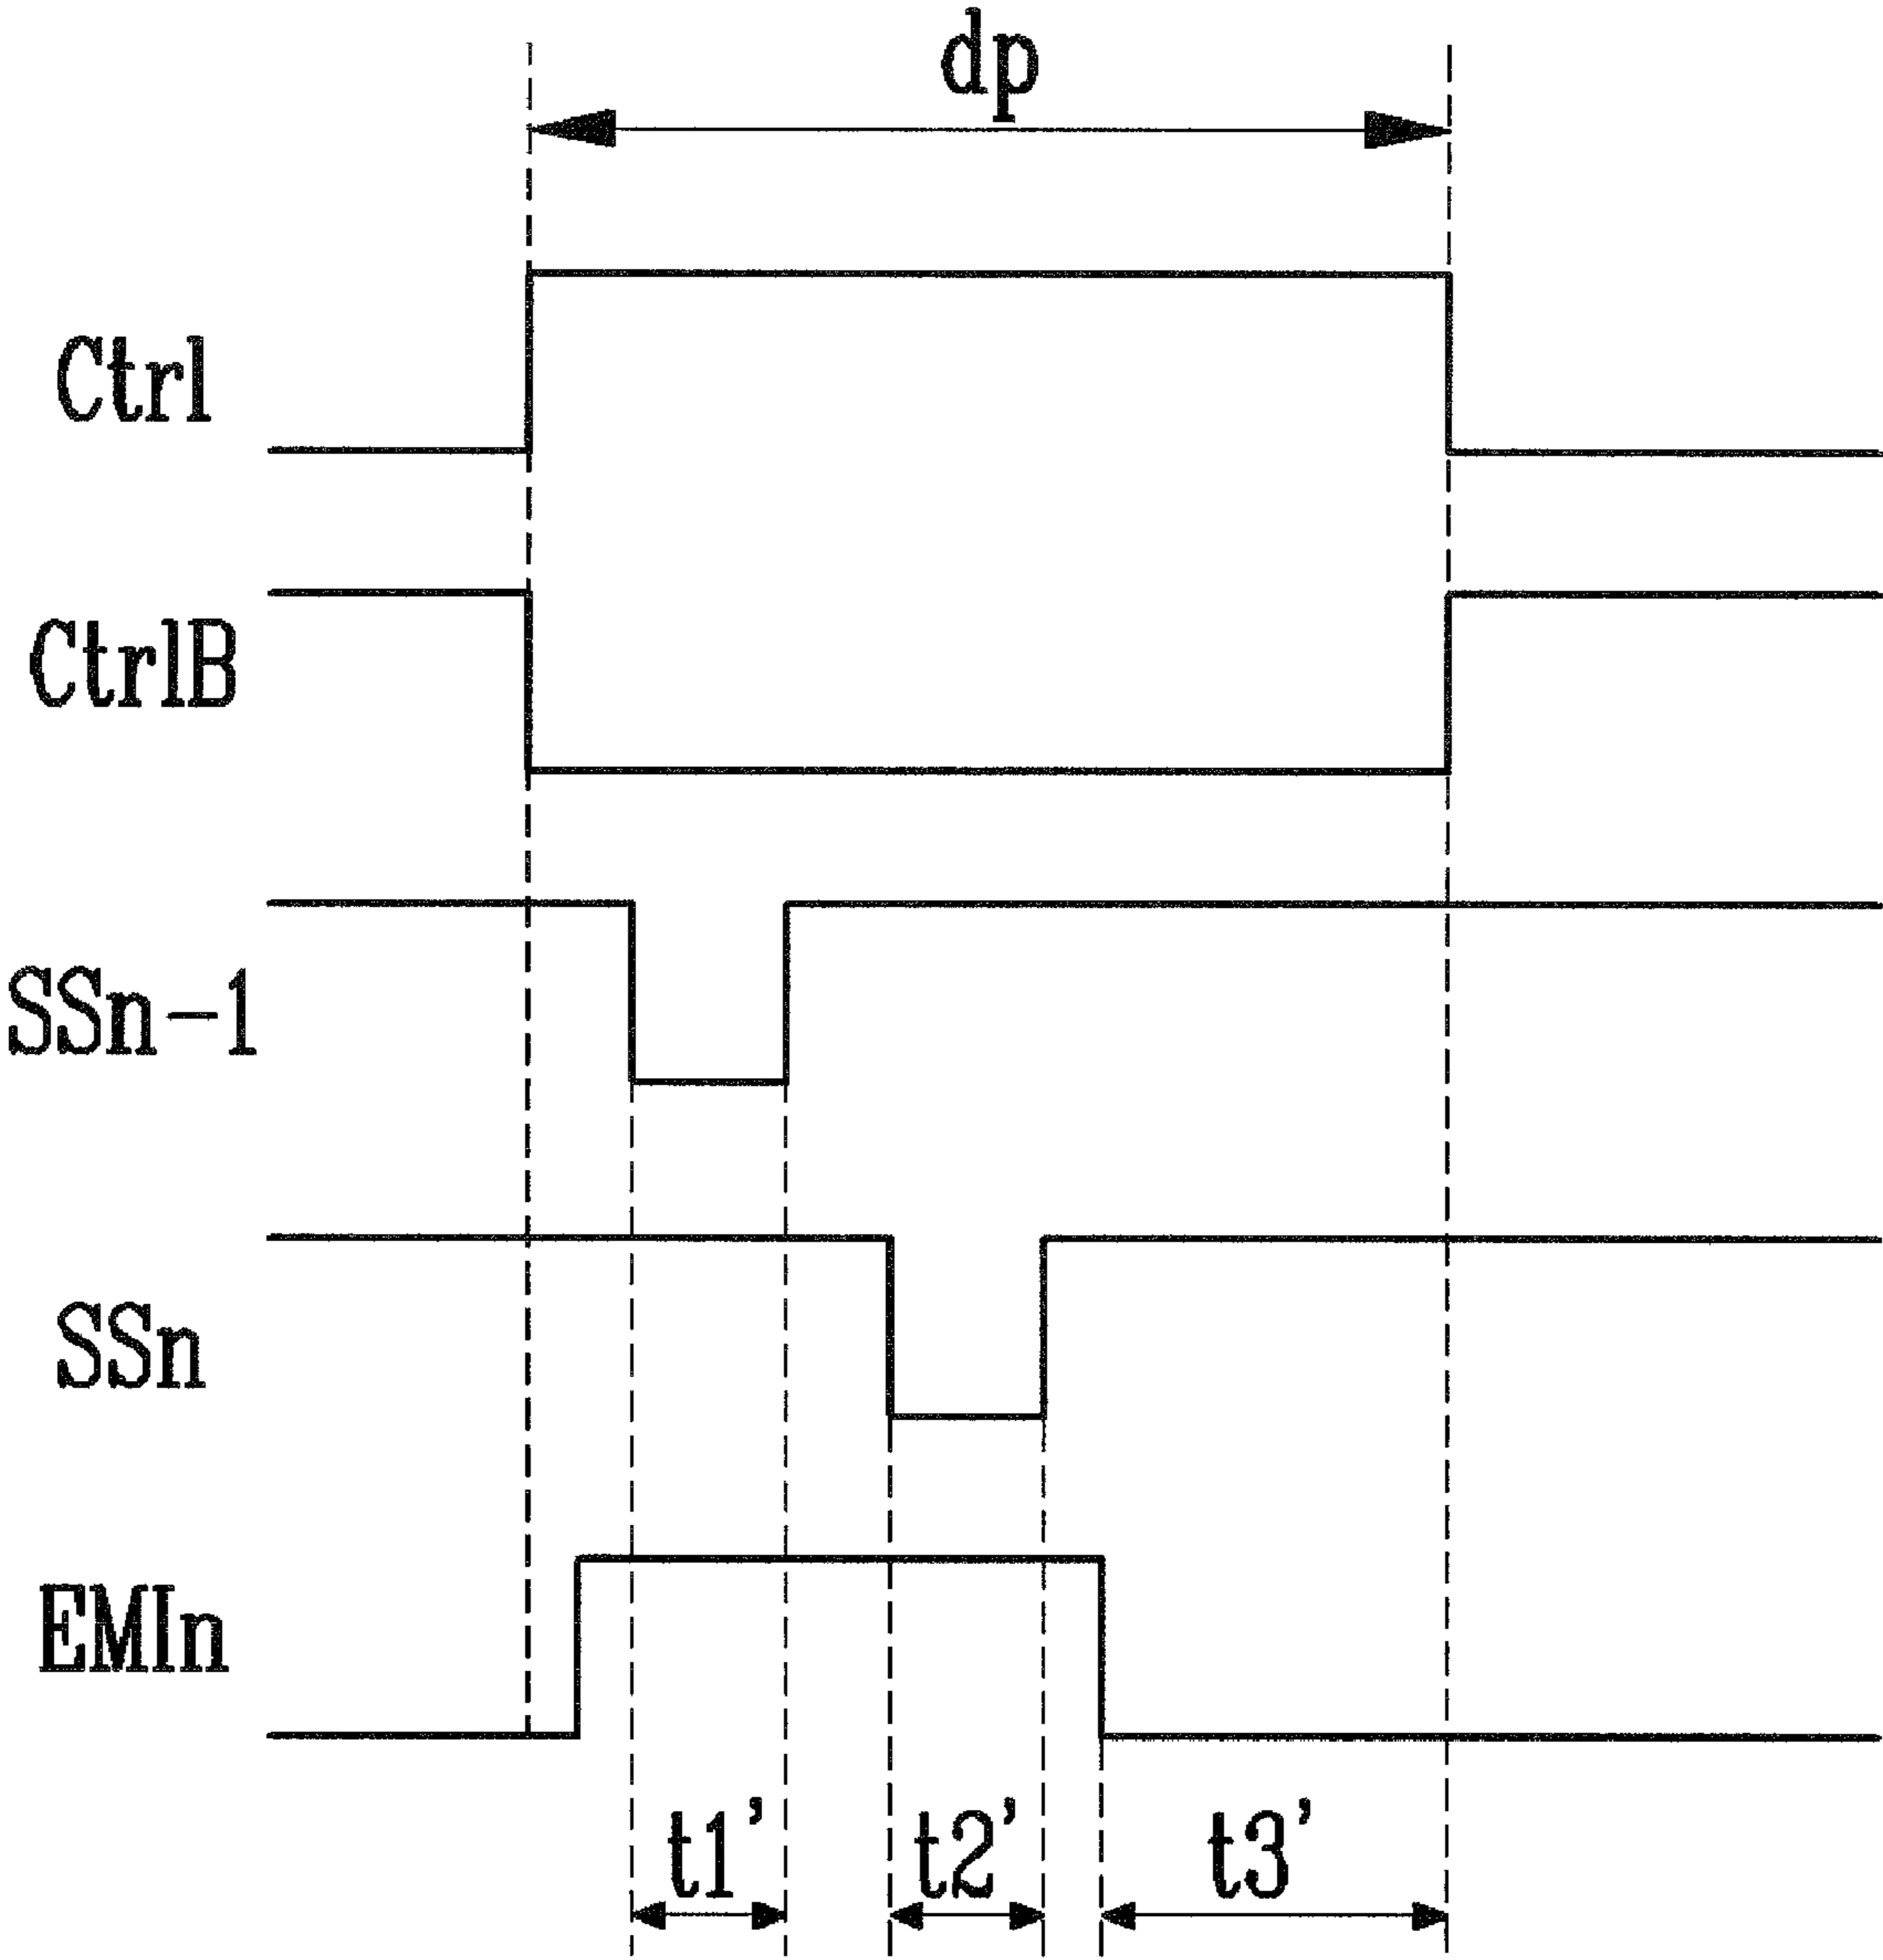 dp
Ctrl
CtrlB
SSn-1
SSn
EMIn
t1' t2' t3'